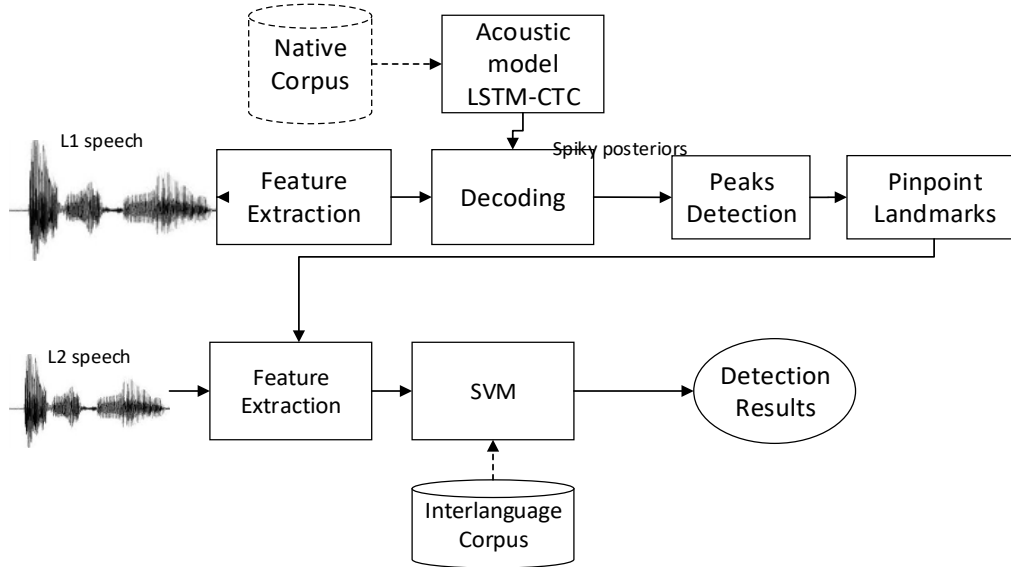 Native
Corpus
Acoustic
model
LSTM-CTC
L1 speech
Feature
Extraction
Decoding
Spiky posteriors
Peaks
Detection
Pinpoint
Landmarks
L2 speech
Feature
Extraction
SVM
Detection
Results
Interlanguage
Corpus